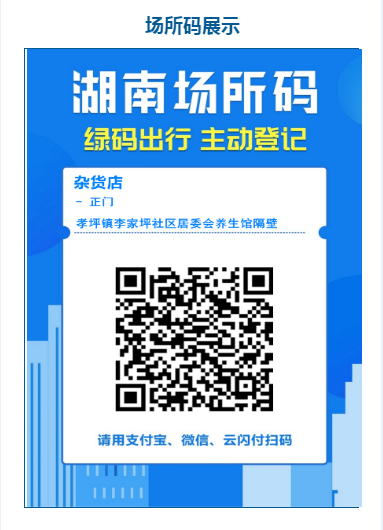 场所码展示
湖南场所码
绿码出行 主动登记
杂货店
- 正门
孝坪镇李家坪社区居委会养生馆隔壁
请用支付宝、微信、云闪付扫码